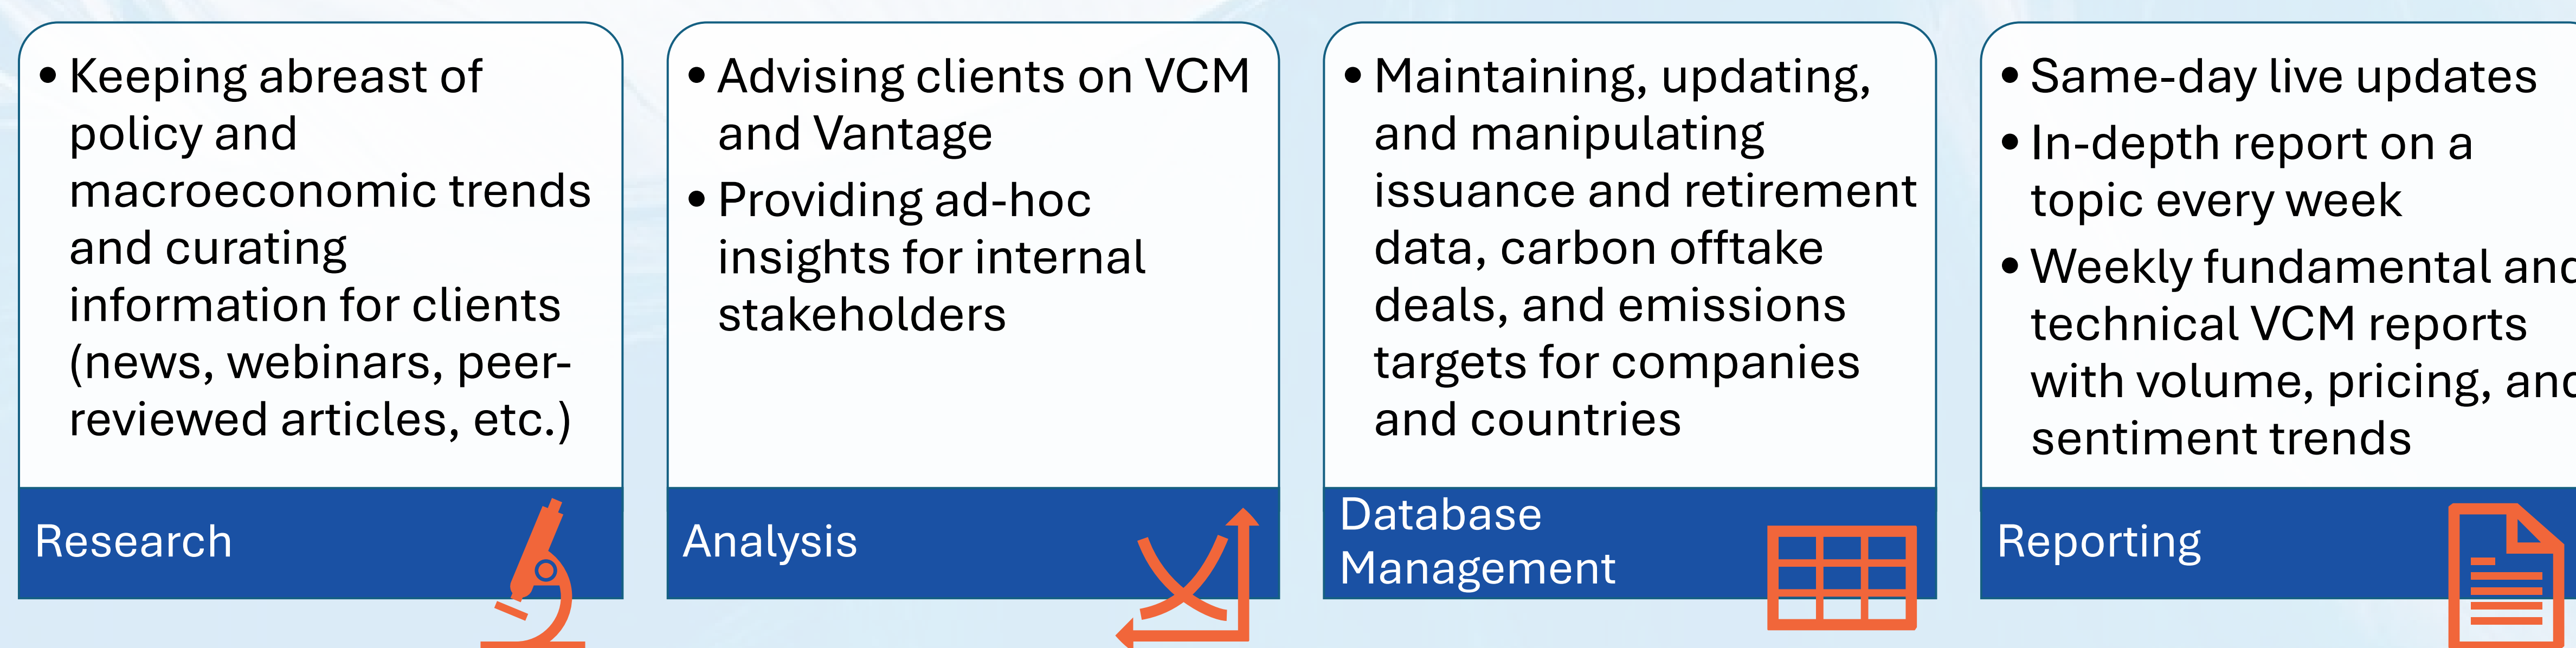 • Keeping abreast of
policy and
macroeconomic trends
and curating
information for clients
(news, webinars, peer-
reviewed articles, etc.)
Research
• Advising clients on VCM
and Vantage
• Providing ad-hoc
insights for internal
stakeholders
Analysis
• Maintaining, updating,
and manipulating
issuance and retirement
data, carbon offtake
deals, and emissions
targets for companies
and countries
Database
Management
• Same-day live updates
• In-depth report on a
topic every week
• Weekly fundamental and
technical VCM reports
with volume, pricing, and
sentiment trends
Reporting